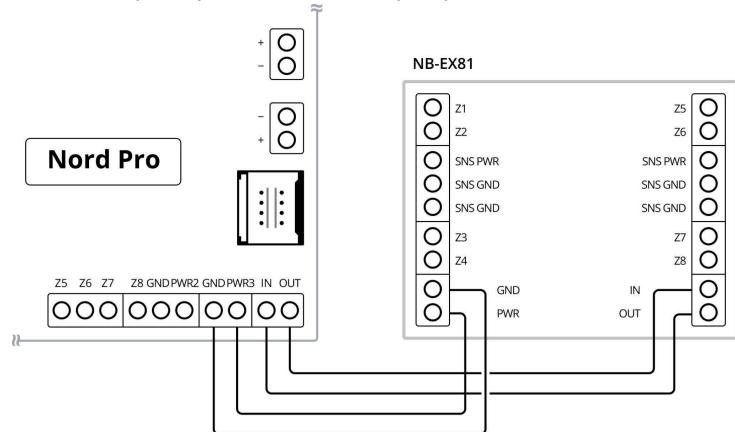 +
−
−
+
Nord Pro
Z5 Z6 Z7 Z8 GND PWR2 GND PWR3 IN OUT
NB-EX81
Z1
Z2
SNS PWR
SNS GND
SNS GND
Z3
Z4
GND
PWR
Z5
Z6
SNS PWR
SNS GND
SNS GND
Z7
Z8
IN
OUT